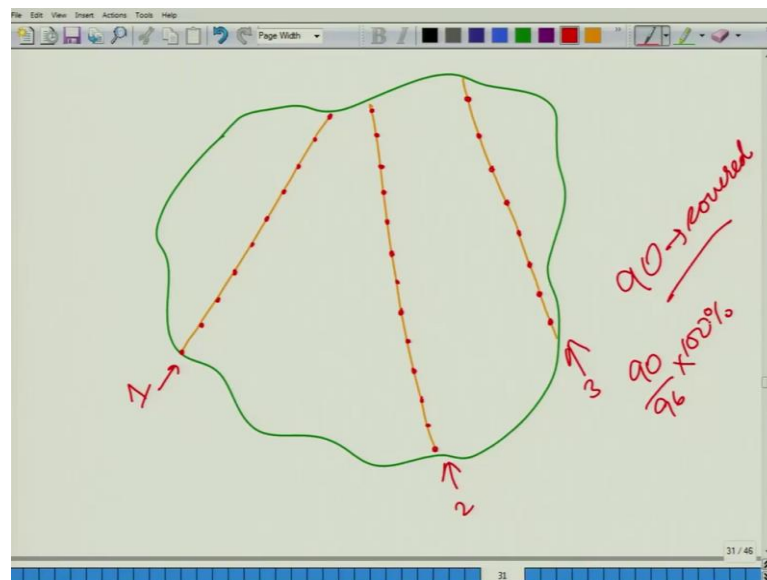 File Edit View Insert Actions Tools Help
Page Width
B I
90 → covered
90/96 × 100%
1 →
2
3
31 / 46
31